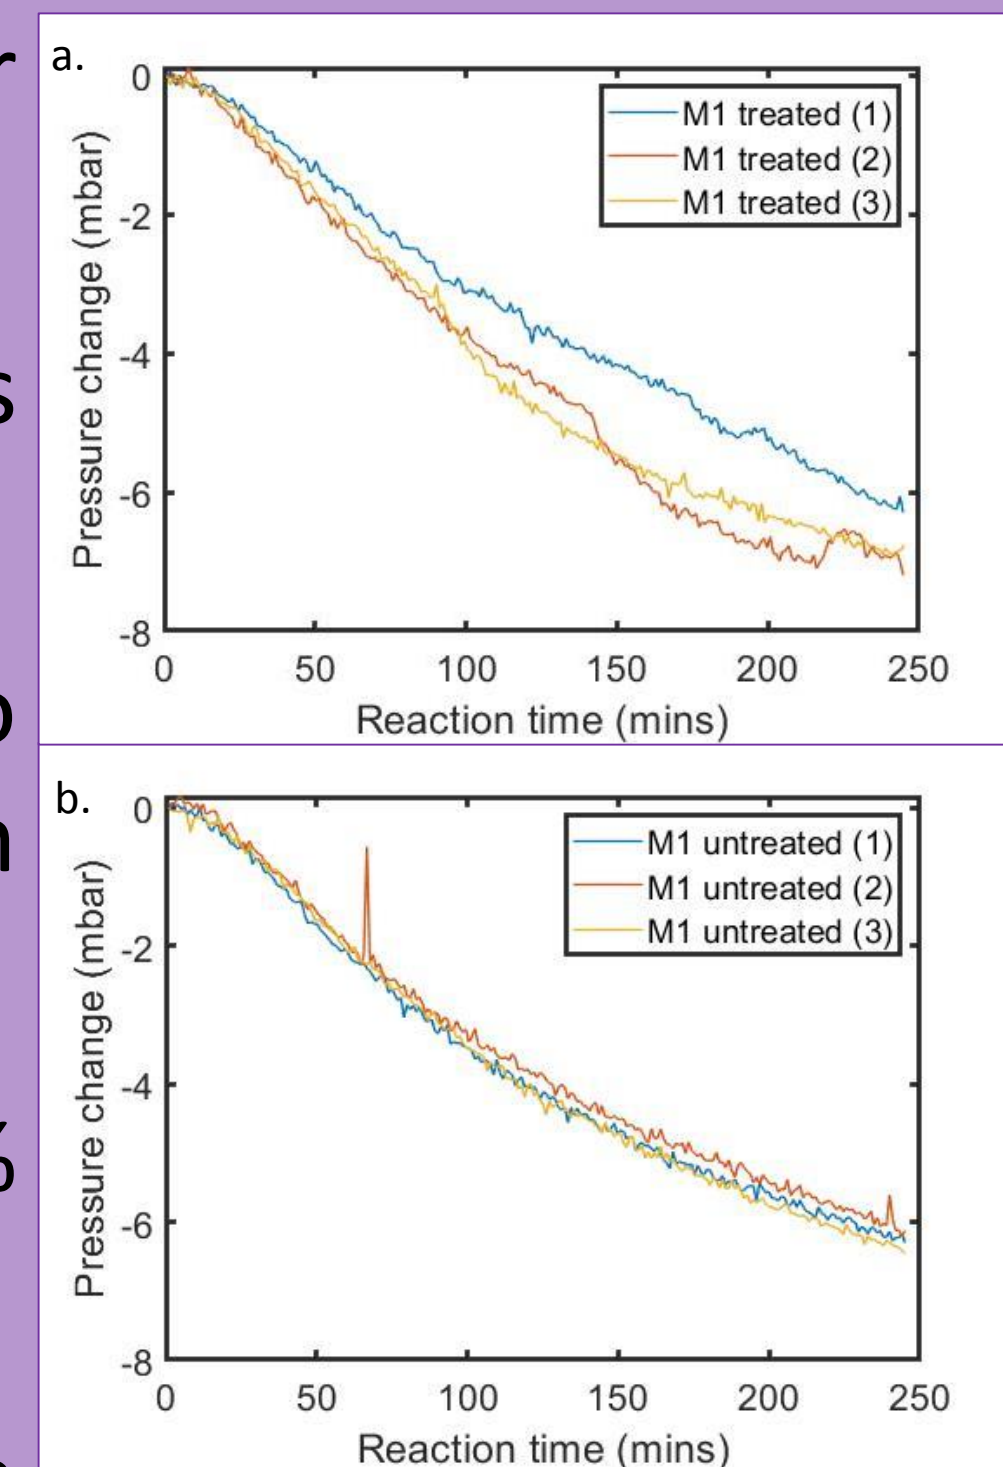 a.
0
-2
-4
-6
-8
Pressure change (mbar)
M1 treated (1)
M1 treated (2)
M1 treated (3)
0 50 100 150 200 250
Reaction time (mins)
b.
0
-2
-4
-6
-8
Pressure change (mbar)
M1 untreated (1)
M1 untreated (2)
M1 untreated (3)
0 50 100 150 200 250
Reaction time (mins)
r
s
%